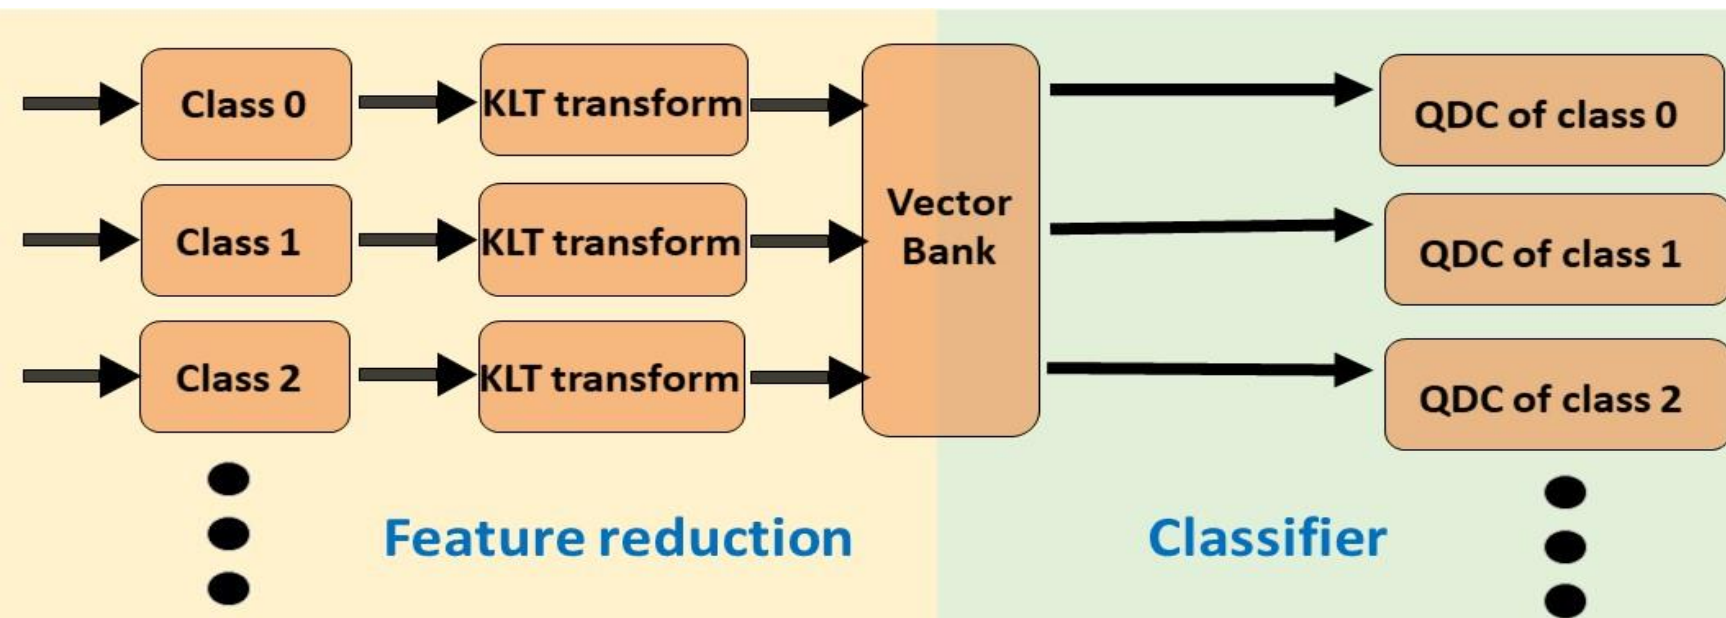 Class 0
KLT transform
QDC of class 0
Class 1
KLT transform
Vector
Bank
QDC of class 1
Class 2
KLT transform
QDC of class 2
Feature reduction
Classifier